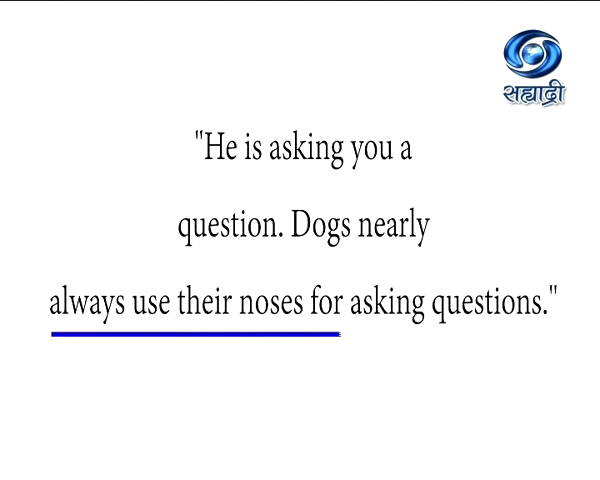 सह्याद्री
"He is asking you a
question. Dogs nearly
always use their noses for asking questions."